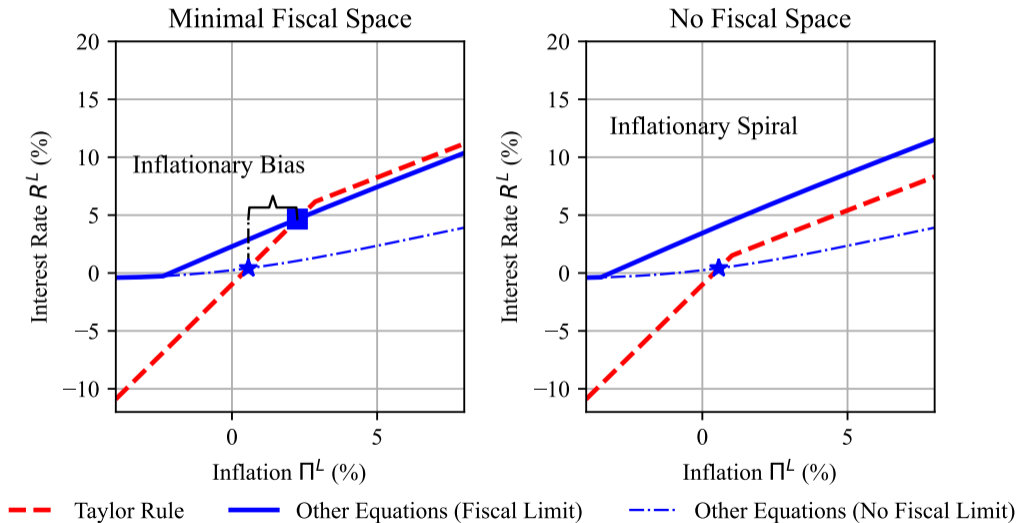 Minimal Fiscal Space
No Fiscal Space
Interest Rate R^L (%)
20
15
10
5
0
−5
−10
Inflationary Bias
0
5
Inflation Π^L (%)
Interest Rate R^L (%)
20
15
10
5
0
−5
−10
Inflationary Spiral
0
5
Inflation Π^L (%)
Taylor Rule
Other Equations (Fiscal Limit)
Other Equations (No Fiscal Limit)